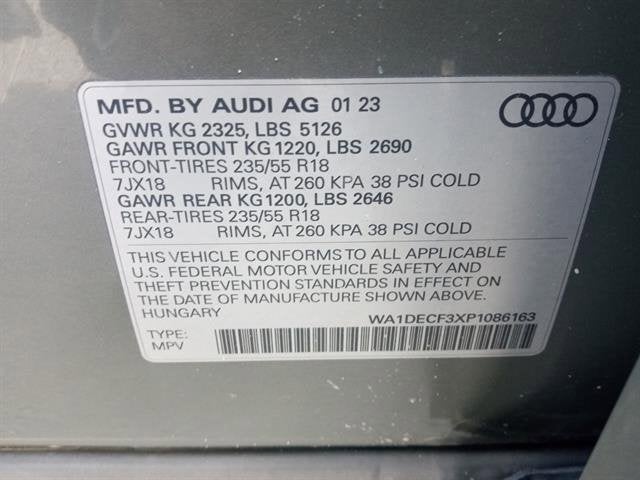 MFD. BY AUDI AG 01 23
GVWR KG 2325, LBS 5126
GAWR FRONT KG 1220, LBS 2690
FRONT-TIRES 235/55 R18
7JX18 RIMS, AT 260 KPA 38 PSI COLD
GAWR REAR KG 1200, LBS 2646
REAR-TIRES 235/55 R18
7JX18 RIMS, AT 260 KPA 38 PSI COLD
THIS VEHICLE CONFORMS TO ALL APPLICABLE
U.S. FEDERAL MOTOR VEHICLE SAFETY AND
THEFT PREVENTION STANDARDS IN EFFECT ON
THE DATE OF MANUFACTURE SHOWN ABOVE.
HUNGARY WA1DECF3XP1086163
TYPE:
MPV